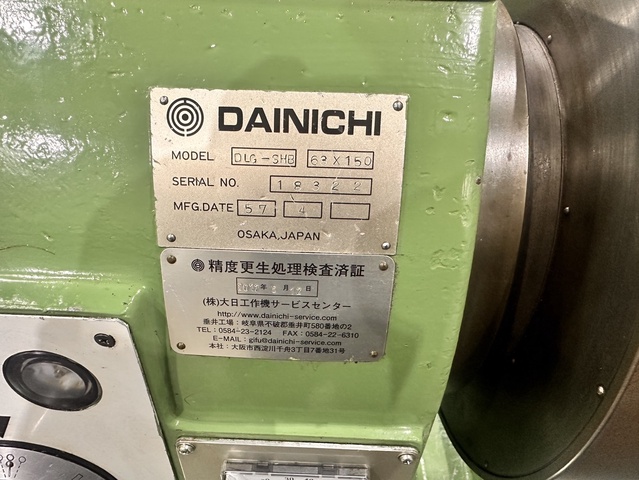 DAINICHI
MODEL DLG-SHB 63X150
SERIAL NO. 18322
MFG.DATE 57 4
OSAKA,JAPAN
精度更生処理検査済証
年 月 日
(株)大日工作機サービスセンター
http://www.dainichi-service.com
垂井工場：岐阜県不破郡垂井町580番地の2
TEL：0584-23-2124 FAX：0584-22-6310
E-MAIL：gifu@dainichi-service.com
本社：大阪市西淀川千舟3丁目7番地31号